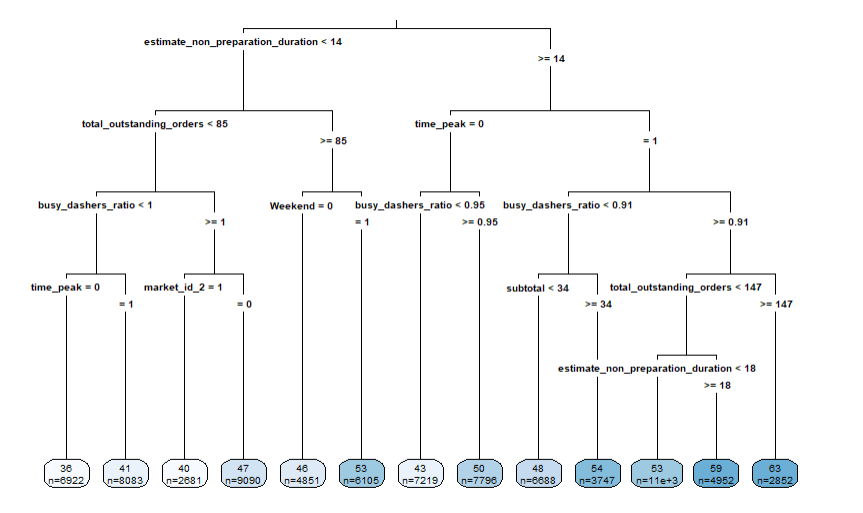 estimate_non_preparation_duration < 14
>= 14
total_outstanding_orders < 85
time_peak = 0
>= 85
= 1
busy_dashers_ratio < 1
Weekend = 0
busy_dashers_ratio < 0.95
busy_dashers_ratio < 0.91
>= 1
= 1
>= 0.95
>= 0.91
time_peak = 0
market_id_2 = 1
subtotal < 34
total_outstanding_orders < 147
= 1
= 0
>= 34
>= 147
estimate_non_preparation_duration < 18
>= 18
36
n=6922
41
n=8083
40
n=2681
47
n=9090
46
n=4851
53
n=6105
43
n=7219
50
n=7796
48
n=6688
54
n=3747
53
n=11e+3
59
n=4952
63
n=2852